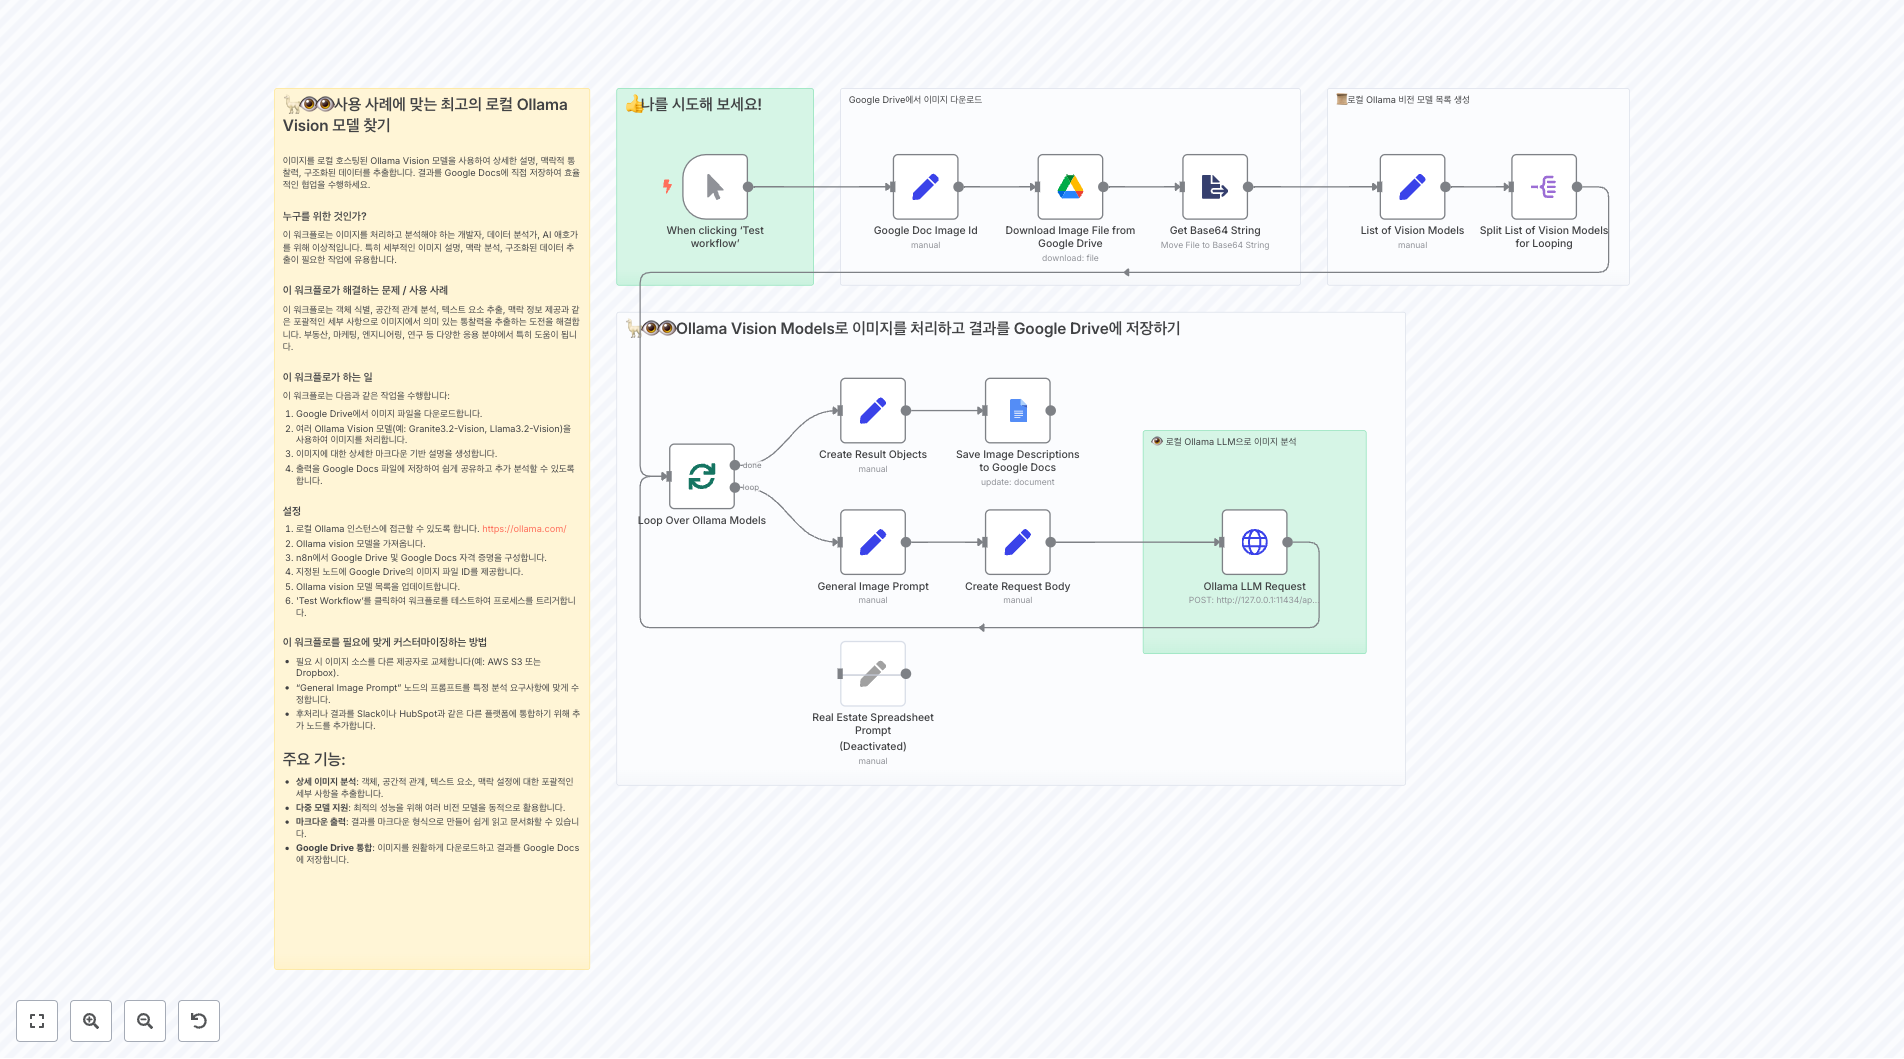 사용 사례에 맞는 최고의 로컬 Ollama
Vision 모델 찾기
이미지를 로컬 호스팅된 Ollama Vision 모델을 사용하여 상세한 설명, 맥락적 통
찰력, 구조화된 데이터를 추출합니다. 결과를 Google Docs에 직접 저장하여 효율
적인 협업을 수행하세요.
누구를 위한 것인가?
이 워크플로는 이미지를 처리하고 분석해야 하는 개발자, 데이터 분석가, AI 애호가
를 위해 이상적입니다. 특히 세부적인 이미지 설명, 맥락 분석, 구조화된 데이터 추
출이 필요한 작업에 유용합니다.
이 워크플로가 해결하는 문제 / 사용 사례
이 워크플로는 객체 식별, 공간적 관계 분석, 텍스트 요소 추출, 맥락 정보 제공과 같
은 포괄적인 세부 사항으로 이미지에서 의미 있는 통찰력을 추출하는 도전을 해결합
니다. 부동산, 마케팅, 엔지니어링, 연구 등 다양한 응용 분야에서 특히 도움이 됩니
다.
이 워크플로가 하는 일
이 워크플로는 다음과 같은 작업을 수행합니다:
1. Google Drive에서 이미지 파일을 다운로드합니다.
2. 여러 Ollama Vision 모델(예: Granite3.2-Vision, Llama3.2-Vision)을
사용하여 이미지를 처리합니다.
3. 이미지에 대한 상세한 마크다운 기반 설명을 생성합니다.
4. 출력을 Google Docs 파일에 저장하여 쉽게 공유하고 추가 분석할 수 있도록
합니다.
설정
1. 로컬 Ollama 인스턴스에 접근할 수 있도록 합니다. https://ollama.com/
2. Ollama vision 모델을 가져옵니다.
3. n8n에서 Google Drive 및 Google Docs 자격 증명을 구성합니다.
4. 지정된 노드에 Google Drive의 이미지 파일 ID를 제공합니다.
5. Ollama vision 모델 목록을 업데이트합니다.
6. 'Test Workflow'를 클릭하여 워크플로를 테스트하여 프로세스를 트리거합니
다.
이 워크플로를 필요에 맞게 커스터마이징하는 방법
• 필요 시 이미지 소스를 다른 제공자로 교체합니다(예: AWS S3 또는
Dropbox).
• “General Image Prompt” 노드의 프롬프트를 특정 분석 요구사항에 맞게 수
정합니다.
• 후처리나 결과를 Slack이나 HubSpot과 같은 다른 플랫폼에 통합하기 위해 추
가 노드를 추가합니다.
주요 기능:
• 상세 이미지 분석: 객체, 공간적 관계, 텍스트 요소, 맥락 설정에 대한 포괄적인
세부 사항을 추출합니다.
• 다중 모델 지원: 최적의 성능을 위해 여러 비전 모델을 동적으로 활용합니다.
• 마크다운 출력: 결과를 마크다운 형식으로 만들어 쉽게 읽고 문서화할 수 있습니
다.
• Google Drive 통합: 이미지를 원활하게 다운로드하고 결과를 Google Docs
에 저장합니다.
나를 시도해 보세요!
When clicking ‘Test
workflow’
Google Drive에서 이미지 다운로드
Google Doc Image Id
manual
Download Image File from
Google Drive
download: file
Get Base64 String
Move File to Base64 String
로컬 Ollama 비전 모델 목록 생성
List of Vision Models
manual
Split List of Vision Models
for Looping
Ollama Vision Models로 이미지를 처리하고 결과를 Google Drive에 저장하기
Loop Over Ollama Models
done
loop
Create Result Objects
manual
Save Image Descriptions
to Google Docs
update: document
General Image Prompt
manual
Create Request Body
manual
로컬 Ollama LLM으로 이미지 분석
Ollama LLM Request
POST: http://127.0.0.1:11434/ap...
Real Estate Spreadsheet
Prompt
(Deactivated)
manual